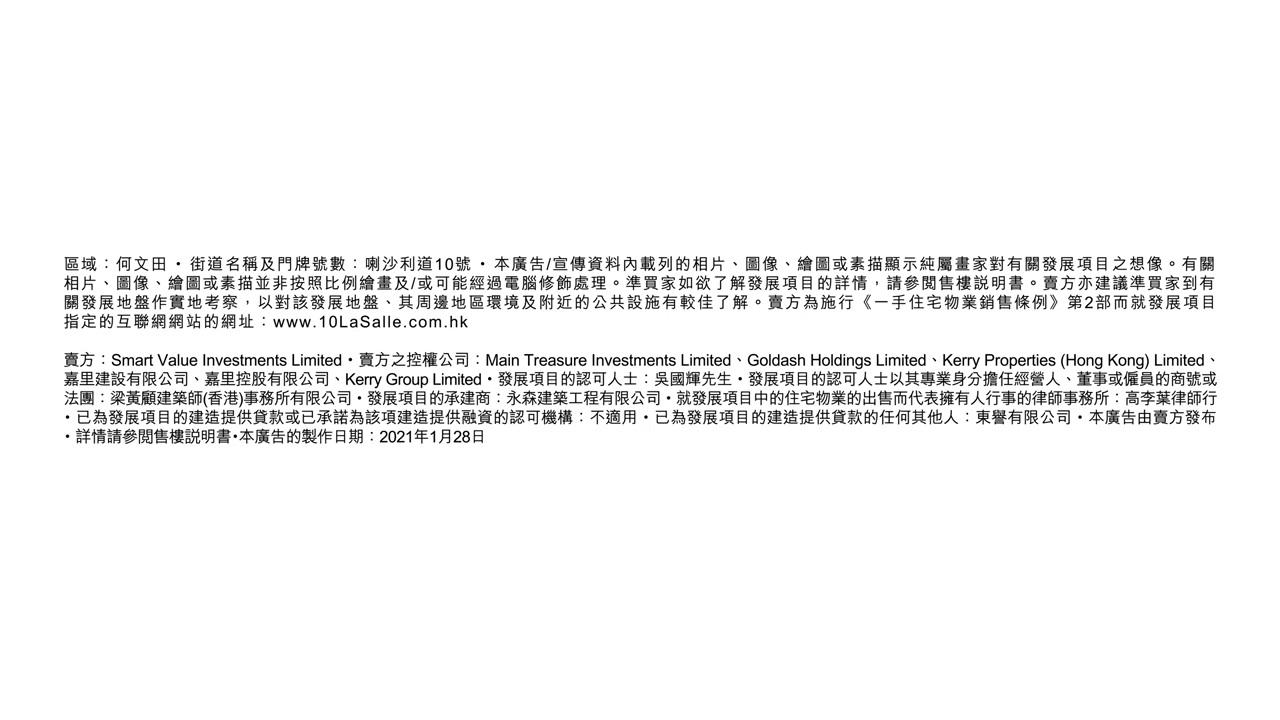 區域：何文田 • 街道名稱及門牌號數：喇沙利道10號 • 本廣告/宣傳資料內載列的相片、圖像、繪圖或素描顯示純屬畫家對有關發展項目之想像。有關
相片、圖像、繪圖或素描並非按照比例繪畫及/或可能經過電腦修飾處理。準買家如欲了解發展項目的詳情，請參閱售樓說明書。賣方亦建議準買家到有
關發展地盤作實地考察，以對該發展地盤、其周邊地區環境及附近的公共設施有較佳了解。賣方為施行《一手住宅物業銷售條例》第2部而就發展項目
指定的互聯網網站的網址：www.10LaSalle.com.hk
賣方：Smart Value Investments Limited • 賣方之控權公司：Main Treasure Investments Limited、Goldash Holdings Limited、Kerry Properties (Hong Kong) Limited、
嘉里建設有限公司、嘉里控股有限公司、Kerry Group Limited • 發展項目的認可人士：吳國輝先生 • 發展項目的認可人士以其專業身分擔任經營人、董事或僱員的商號或
法團：梁黃顧建築師(香港)事務所有限公司 • 發展項目的承建商：永森建築工程有限公司 • 就發展項目中的住宅物業的出售而代表擁有人行事的律師事務所：高李葉律師行
• 已為發展項目的建造提供貸款或已承諾為該項建造提供融資的認可機構：不適用 • 已為發展項目的建造提供貸款的任何其他人：東譽有限公司 • 本廣告由賣方發布
• 詳情請參閱售樓說明書 • 本廣告的製作日期：2021年1月28日